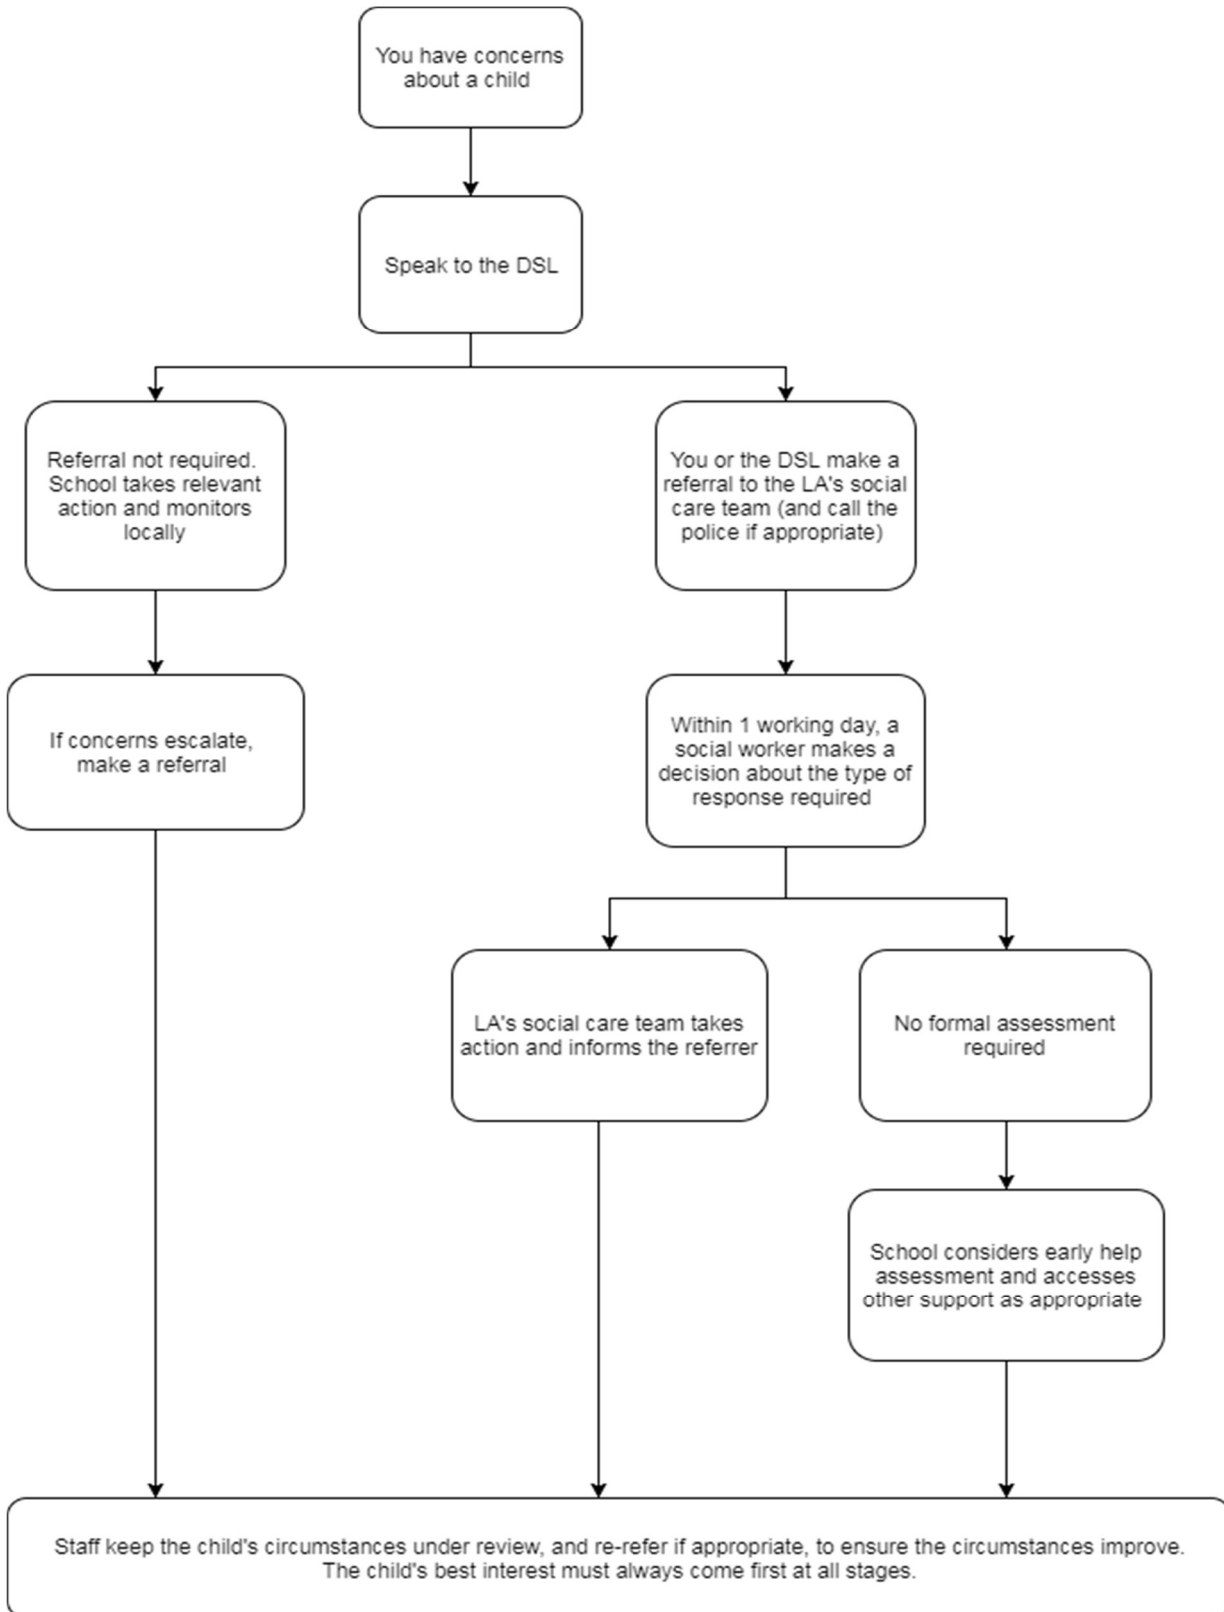 You have concerns
about a child
Speak to the DSL
Referral not required.
School takes relevant
action and monitors
locally
You or the DSL make a
referral to the LA's social
care team (and call the
police if appropriate)
If concerns escalate,
make a referral
Within 1 working day, a
social worker makes a
decision about the type of
response required
LA's social care team takes
action and informs the referrer
No formal assessment
required
School considers early help
assessment and accesses
other support as appropriate
Staff keep the child's circumstances under review, and re-refer if appropriate, to ensure the circumstances improve.
The child's best interest must always come first at all stages.